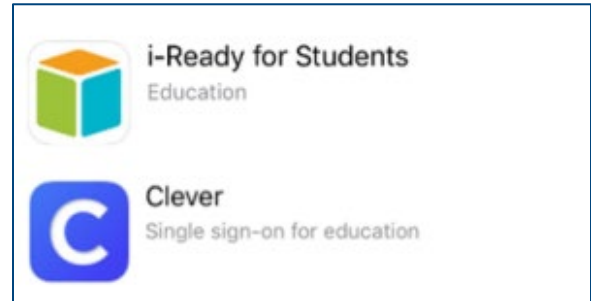 i-Ready for Students
Education
C
Clever
Single sign-on for education